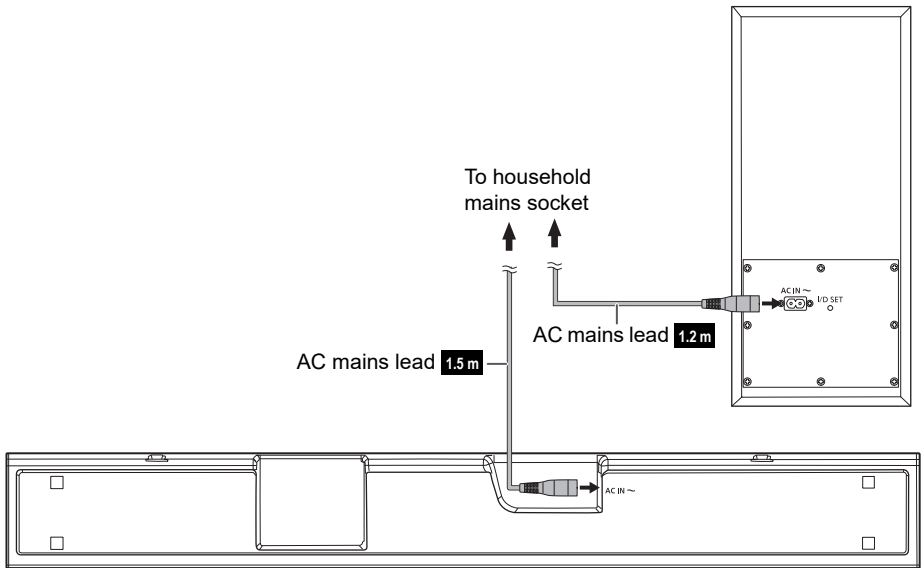 To household
mains socket
AC IN ~
I/D SET
AC mains lead 1.2 m
AC mains lead 1.5 m
AC IN ~